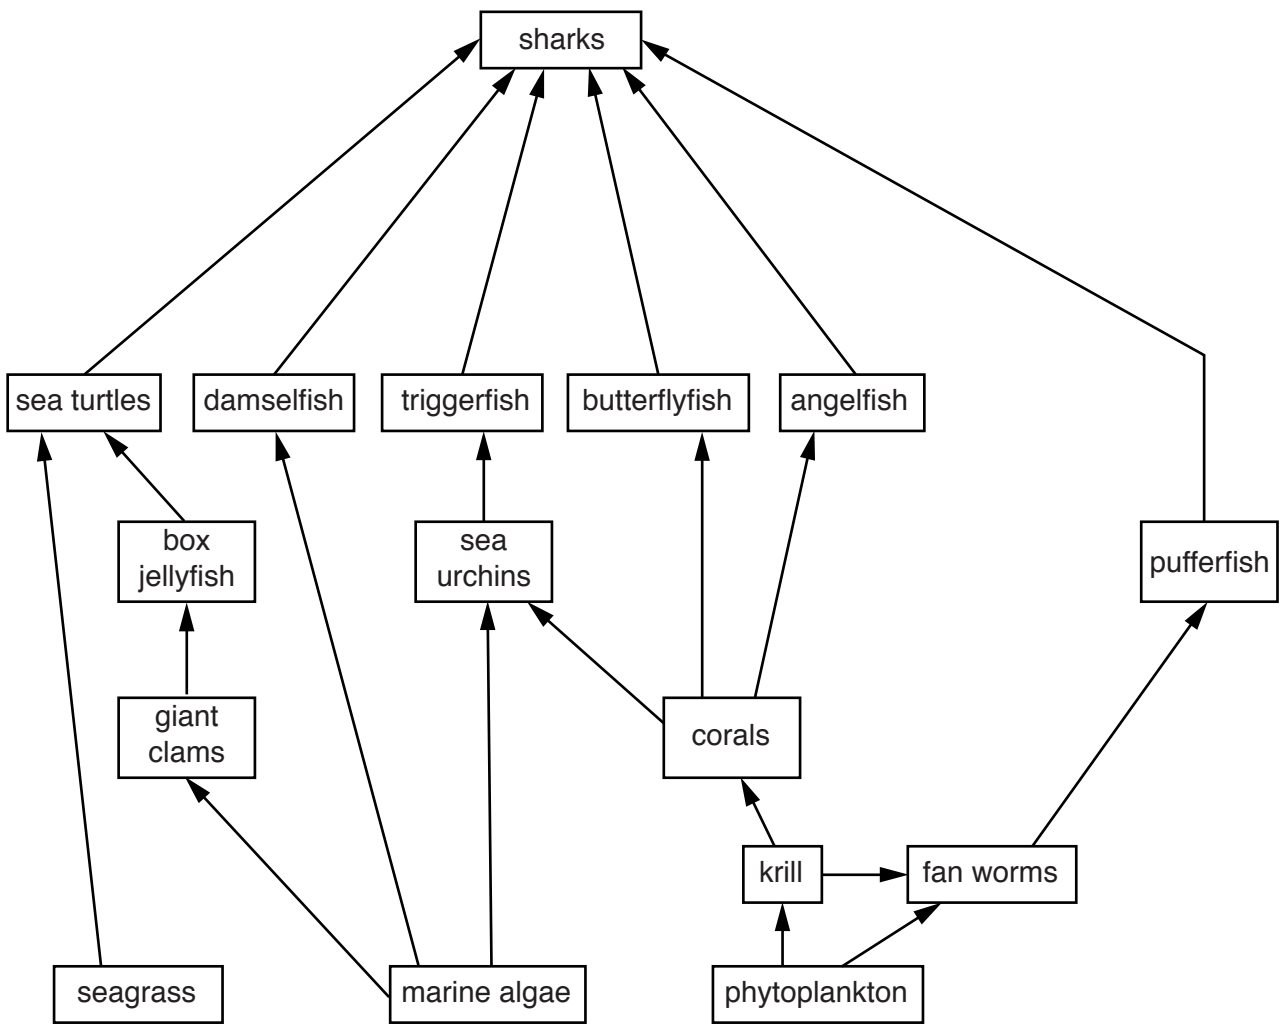 sharks
sea turtles
damselfish
triggerfish
butterflyfish
angelfish
box
jellyfish
sea
urchins
pufferfish
giant
clams
corals
krill
fan worms
seagrass
marine algae
phytoplankton